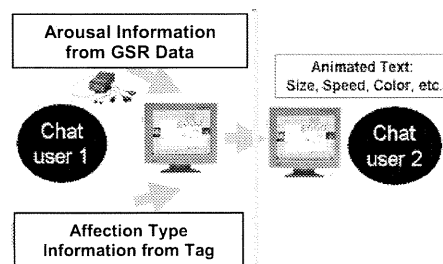 Arousal Information
from GSR Data
Animated Text:
Size, Speed, Color, etc.
Chat
user 1
Chat
user 2
Affection Type
Information from Tag